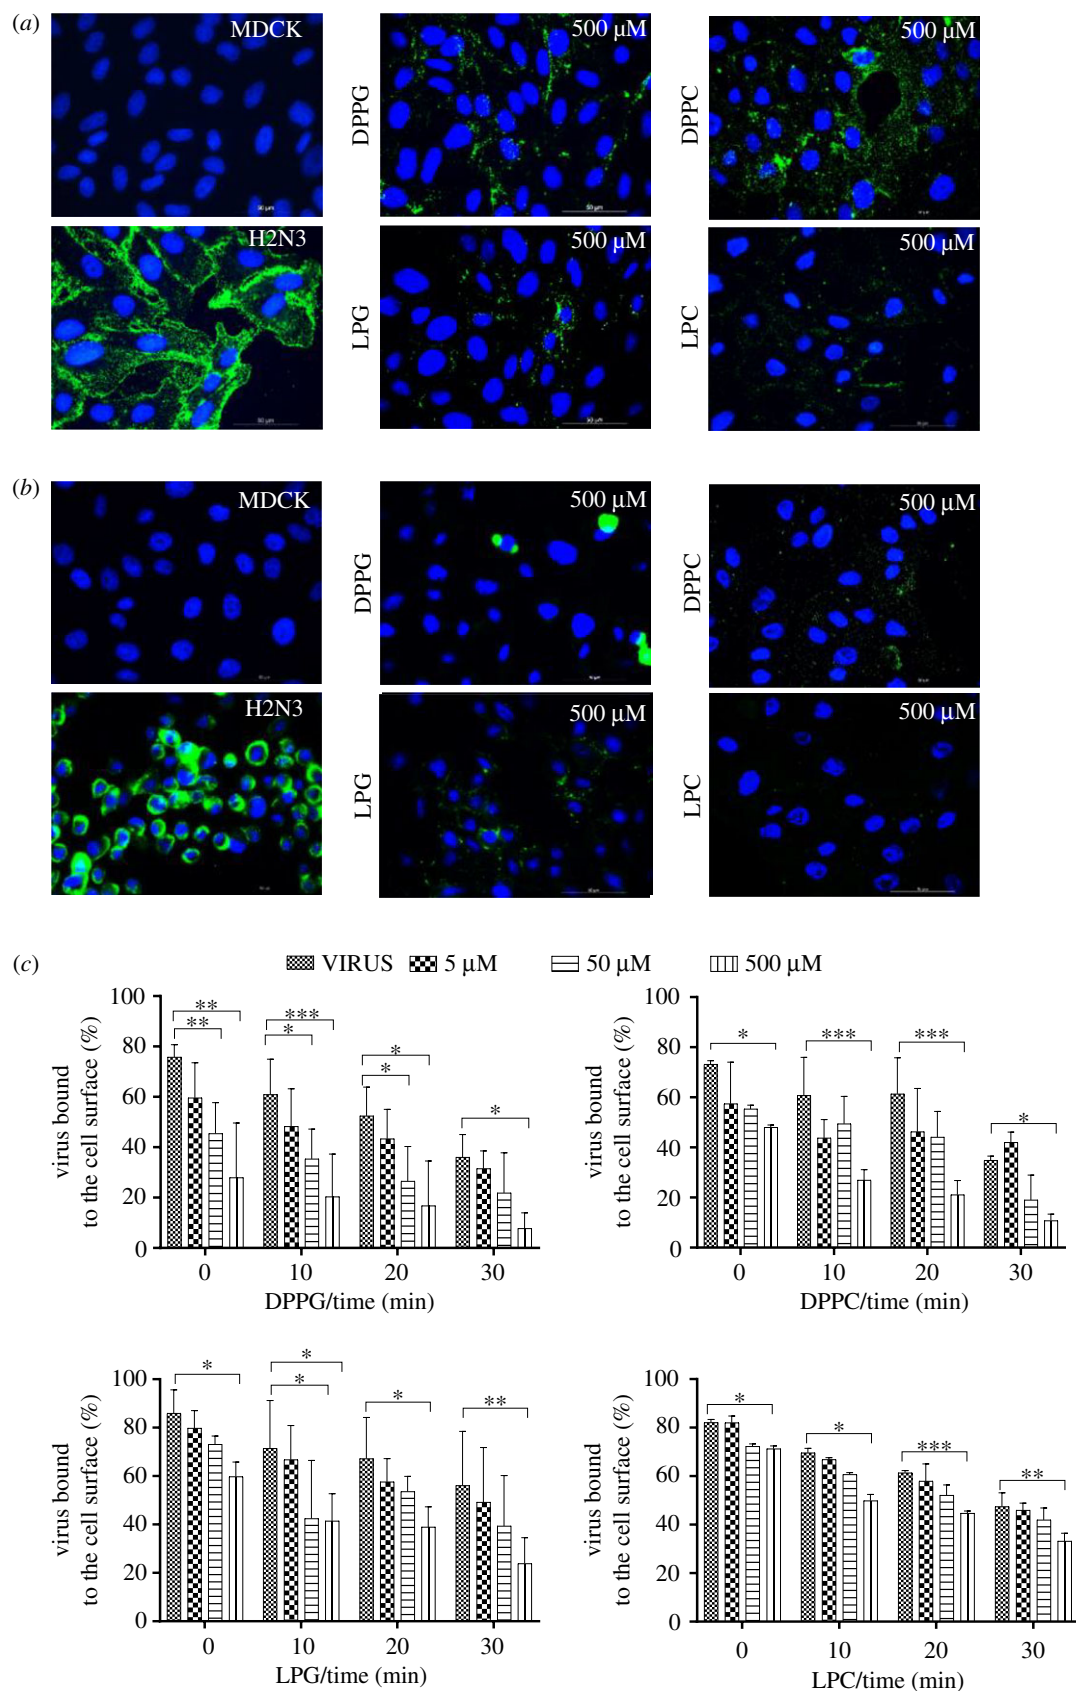 (a)
MDCK
DPPG
500 μM
DPPC
500 μM
H2N3
LPG
500 μM
LPC
500 μM
(b)
MDCK
DPPG
500 μM
DPPC
500 μM
H2N3
LPG
500 μM
LPC
500 μM
(c)
VIRUS 5 μM 50 μM 500 μM
virus bound
to the cell surface (%)
100
80
60
40
20
0
**
**
***
*
*
*
*
0 10 20 30
DPPG/time (min)
virus bound
to the cell surface (%)
100
80
60
40
20
0
*
***
***
*
0 10 20 30
DPPC/time (min)
virus bound
to the cell surface (%)
100
80
60
40
20
0
*
*
*
*
**
0 10 20 30
LPG/time (min)
virus bound
to the cell surface (%)
100
80
60
40
20
0
*
*
***
**
0 10 20 30
LPC/time (min)